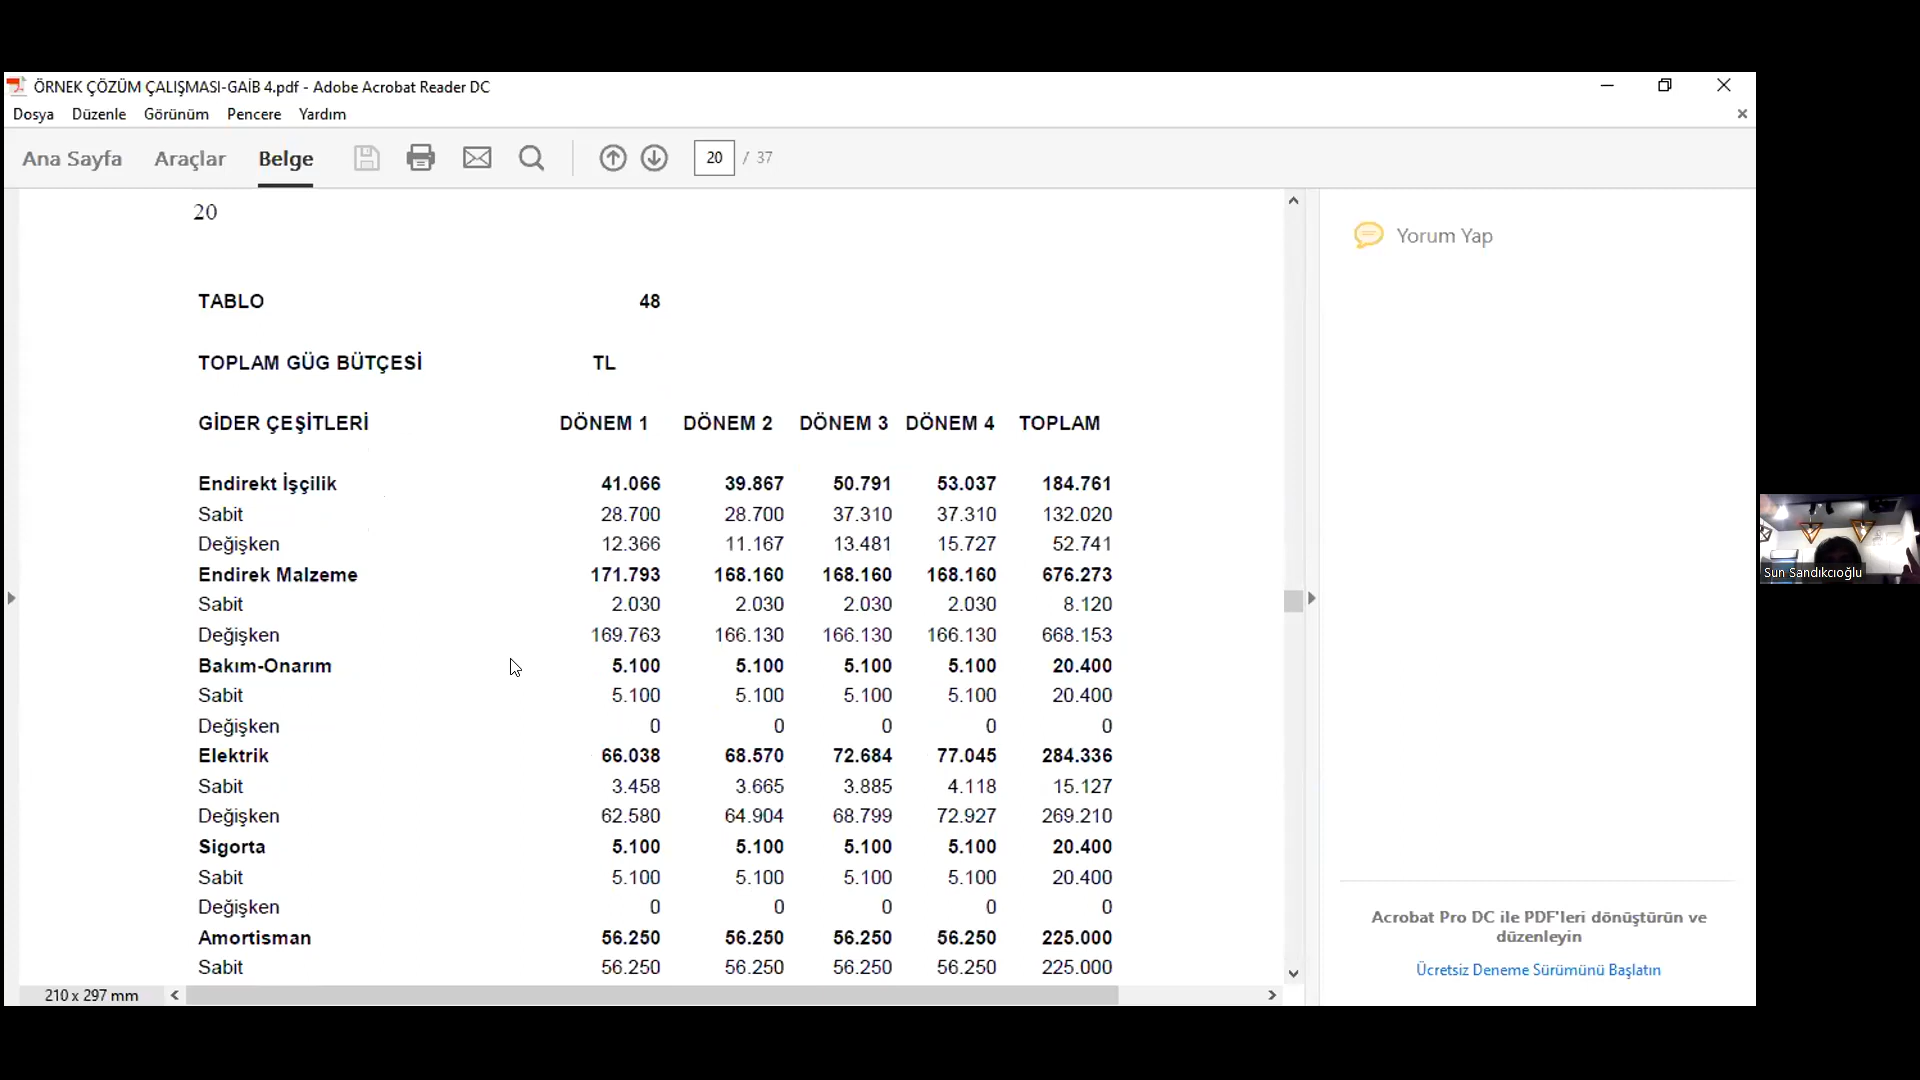 ÖRNEK ÇÖZÜM ÇALIŞMASI-GAİB 4.pdf - Adobe Acrobat Reader DC
Dosya Düzenle Görünüm Pencere Yardım
Ana Sayfa Araçlar Belge 20 / 37
20
TABLO 48
TOPLAM GÜG BÜTÇESİ TL
GİDER ÇEŞİTLERİ DÖNEM 1 DÖNEM 2 DÖNEM 3 DÖNEM 4 TOPLAM
Endirekt İşçilik 41.066 39.867 50.791 53.037 184.761
Sabit 28.700 28.700 37.310 37.310 132.020
Değişken 12.366 11.167 13.481 15.727 52.741
Endirek Malzeme 171.793 168.160 168.160 168.160 676.273
Sabit 2.030 2.030 2.030 2.030 8.120
Değişken 169.763 166.130 166.130 166.130 668.153
Bakım-Onarım 5.100 5.100 5.100 5.100 20.400
Sabit 5.100 5.100 5.100 5.100 20.400
Değişken 0 0 0 0 0
Elektrik 66.038 68.570 72.684 77.045 284.336
Sabit 3.458 3.665 3.885 4.118 15.127
Değişken 62.580 64.904 68.799 72.927 269.210
Sigorta 5.100 5.100 5.100 5.100 20.400
Sabit 5.100 5.100 5.100 5.100 20.400
Değişken 0 0 0 0 0
Amortisman 56.250 56.250 56.250 56.250 225.000
Sabit 56.250 56.250 56.250 56.250 225.000
210 x 297 mm
Yorum Yap
Acrobat Pro DC ile PDF'leri dönüştürün ve
düzenleyin
Ücretsiz Deneme Sürümünü Başlatın
Sun Sandıkcıoğlu